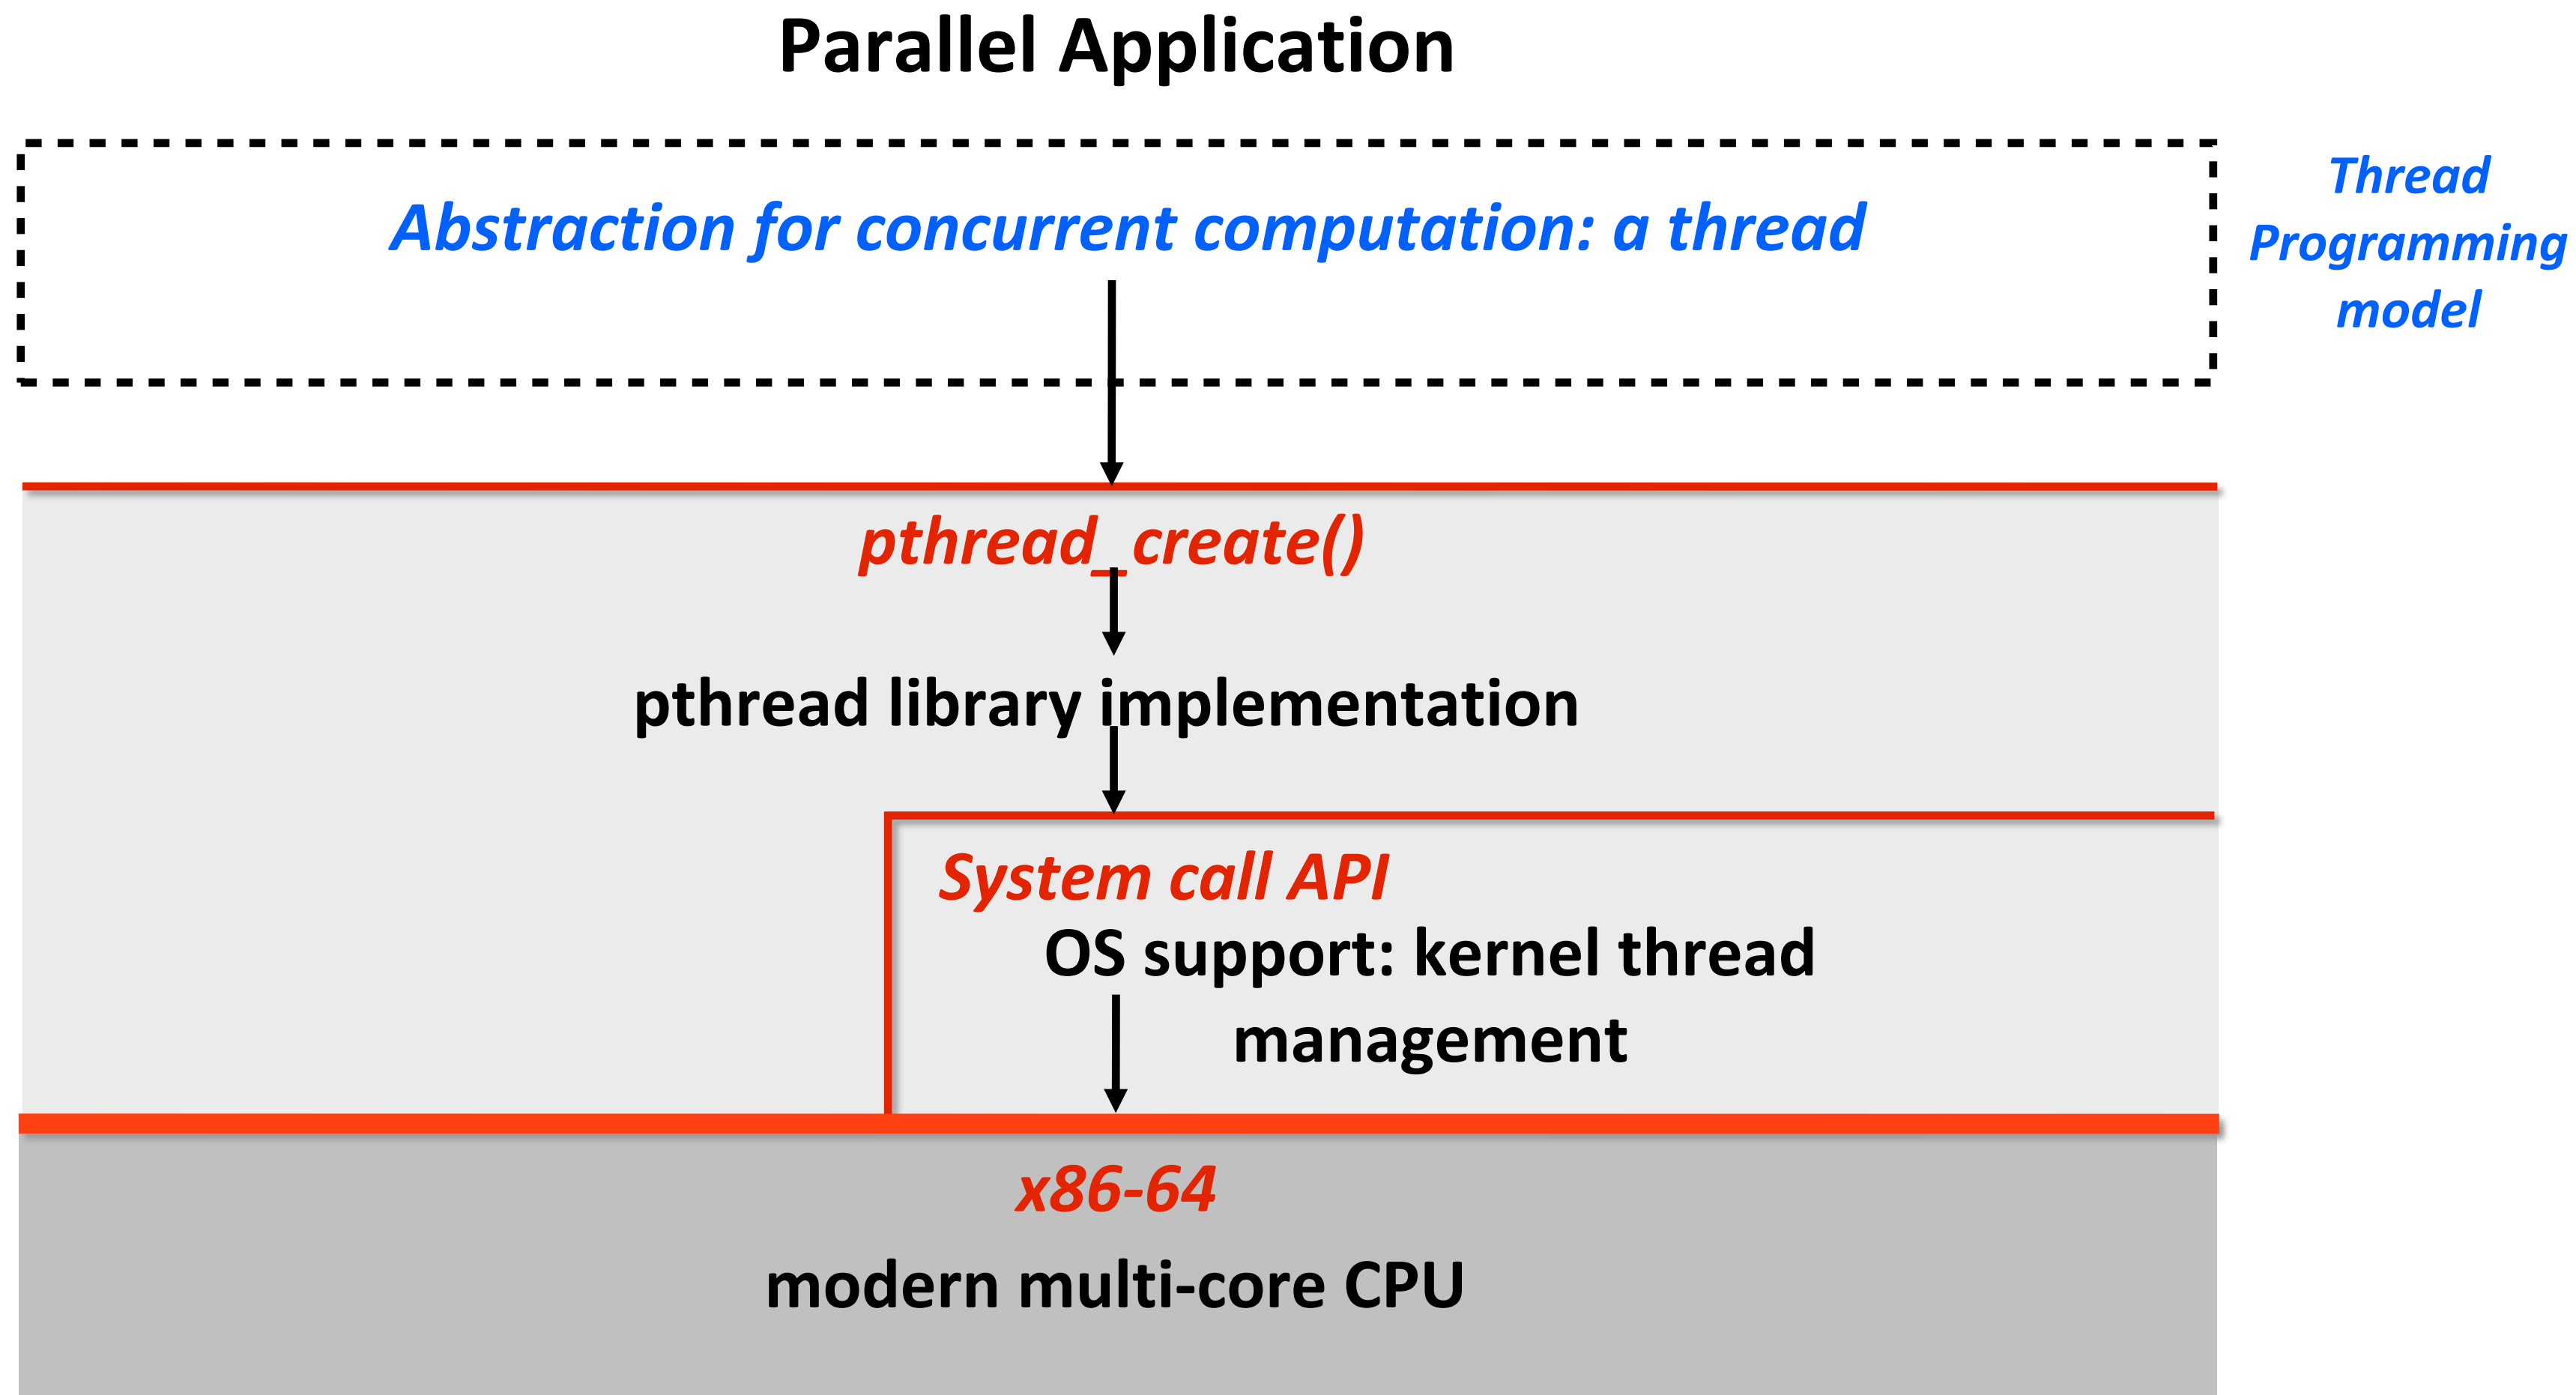 Parallel Application
Abstraction for concurrent computation: a thread
Thread
Programming
model
pthread_create()
pthread library implementation
System call API
OS support: kernel thread
management
x86-64
modern multi-core CPU